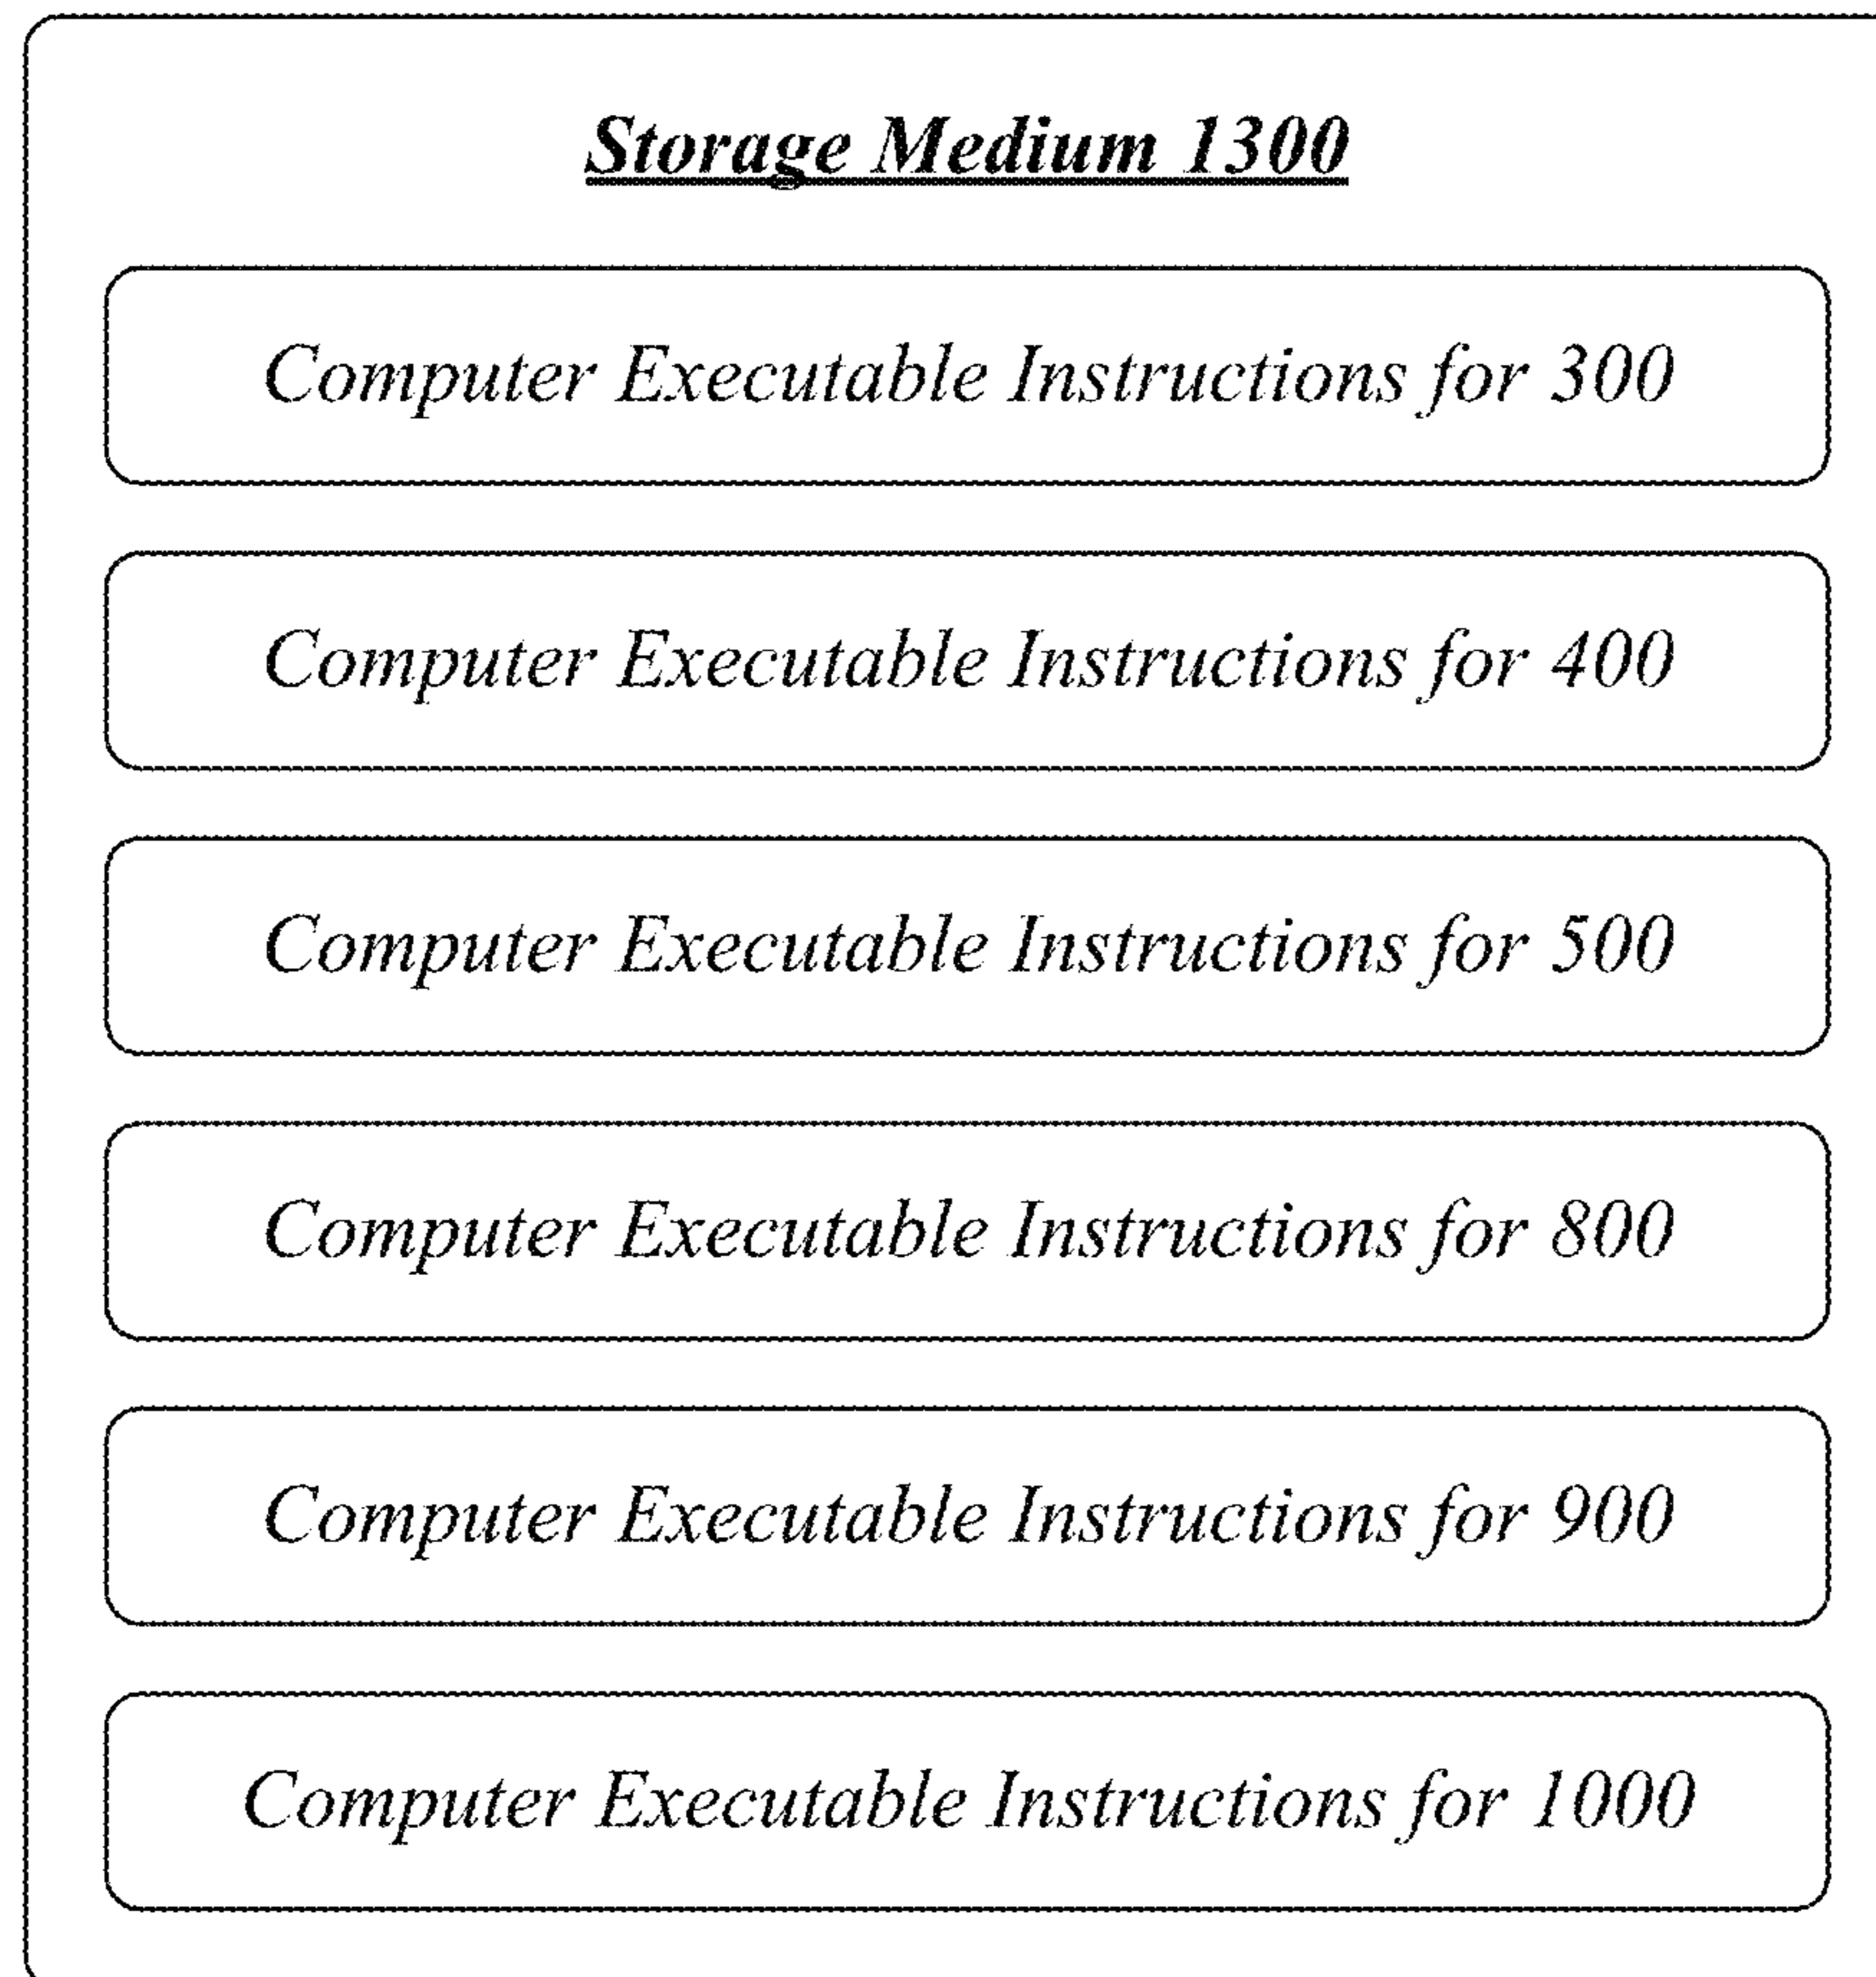 Storage Medium 1300
Computer Executable Instructions for 300
Computer Executable Instructions for 400
Computer Executable Instructions for 500
Computer Executable Instructions for 800
Computer Executable Instructions for 900
Computer Executable Instructions for 1000